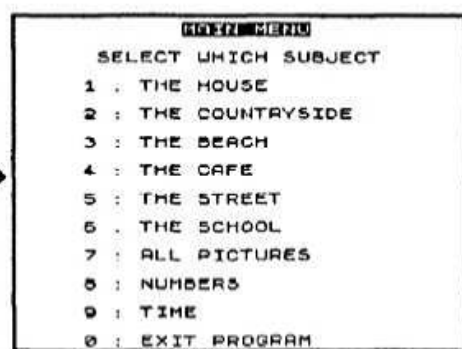 MAIN MENU
SELECT WHICH SUBJECT
1 : THE HOUSE
2 : THE COUNTRYSIDE
3 : THE BEACH
4 : THE CAFE
5 : THE STREET
6 : THE SCHOOL
7 : ALL PICTURES
8 : NUMBERS
9 : TIME
0 : EXIT PROGRAM